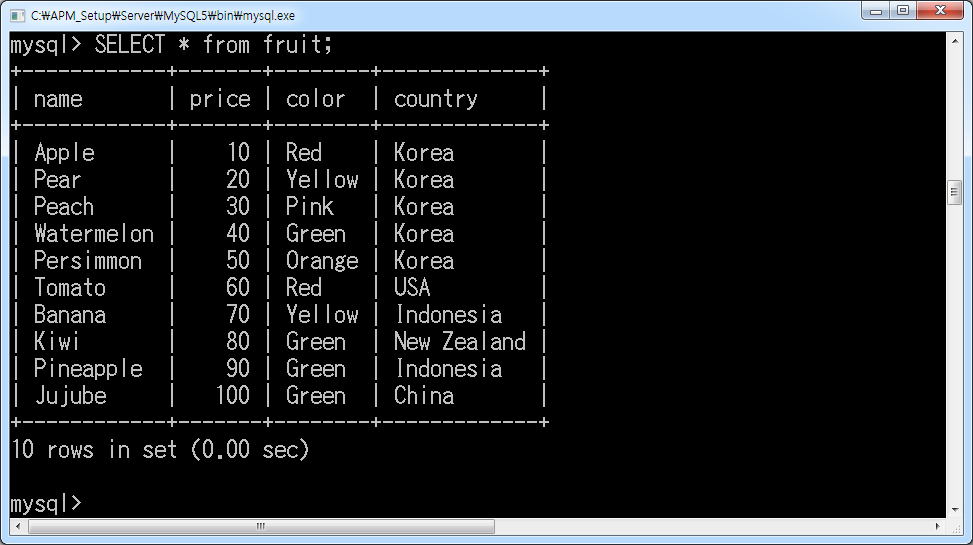 C:₩APM_Setup₩Server₩MySQL5₩bin₩mysql.exe
mysql> SELECT * from fruit;
+------------+-------+--------+-------------+
| name       | price | color  | country     |
+------------+-------+--------+-------------+
| Apple      |    10 | Red    | Korea       |
| Pear       |    20 | Yellow | Korea       |
| Peach      |    30 | Pink   | Korea       |
| Watermelon |    40 | Green  | Korea       |
| Persimmon  |    50 | Orange | Korea       |
| Tomato     |    60 | Red    | USA         |
| Banana     |    70 | Yellow | Indonesia   |
| Kiwi       |    80 | Green  | New Zealand |
| Pineapple  |    90 | Green  | Indonesia   |
| Jujube     |   100 | Green  | China       |
+------------+-------+--------+-------------+
10 rows in set (0.00 sec)
mysql>